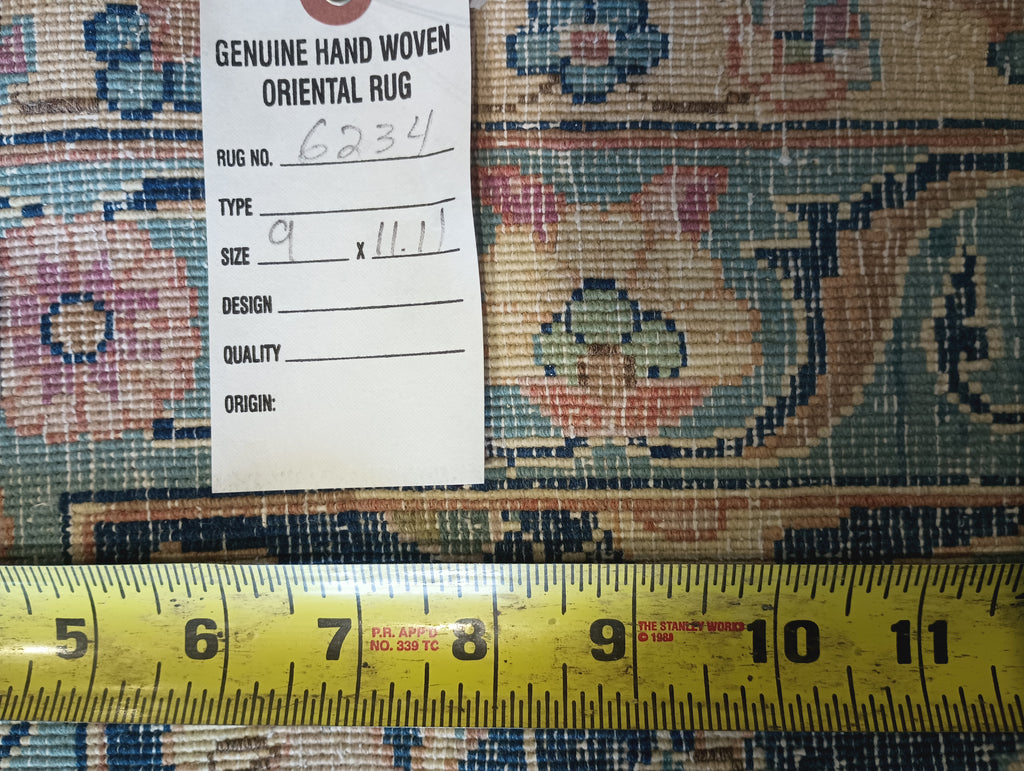 GENUINE HAND WOVEN
ORIENTAL RUG
RUG NO. 6234
TYPE
SIZE 9 X 11.11
DESIGN
QUALITY
ORIGIN:
5 6 7 8 9 10 11
P.R. APP'D
NO. 339 TC
THE STANLEY WORKS
© 1989